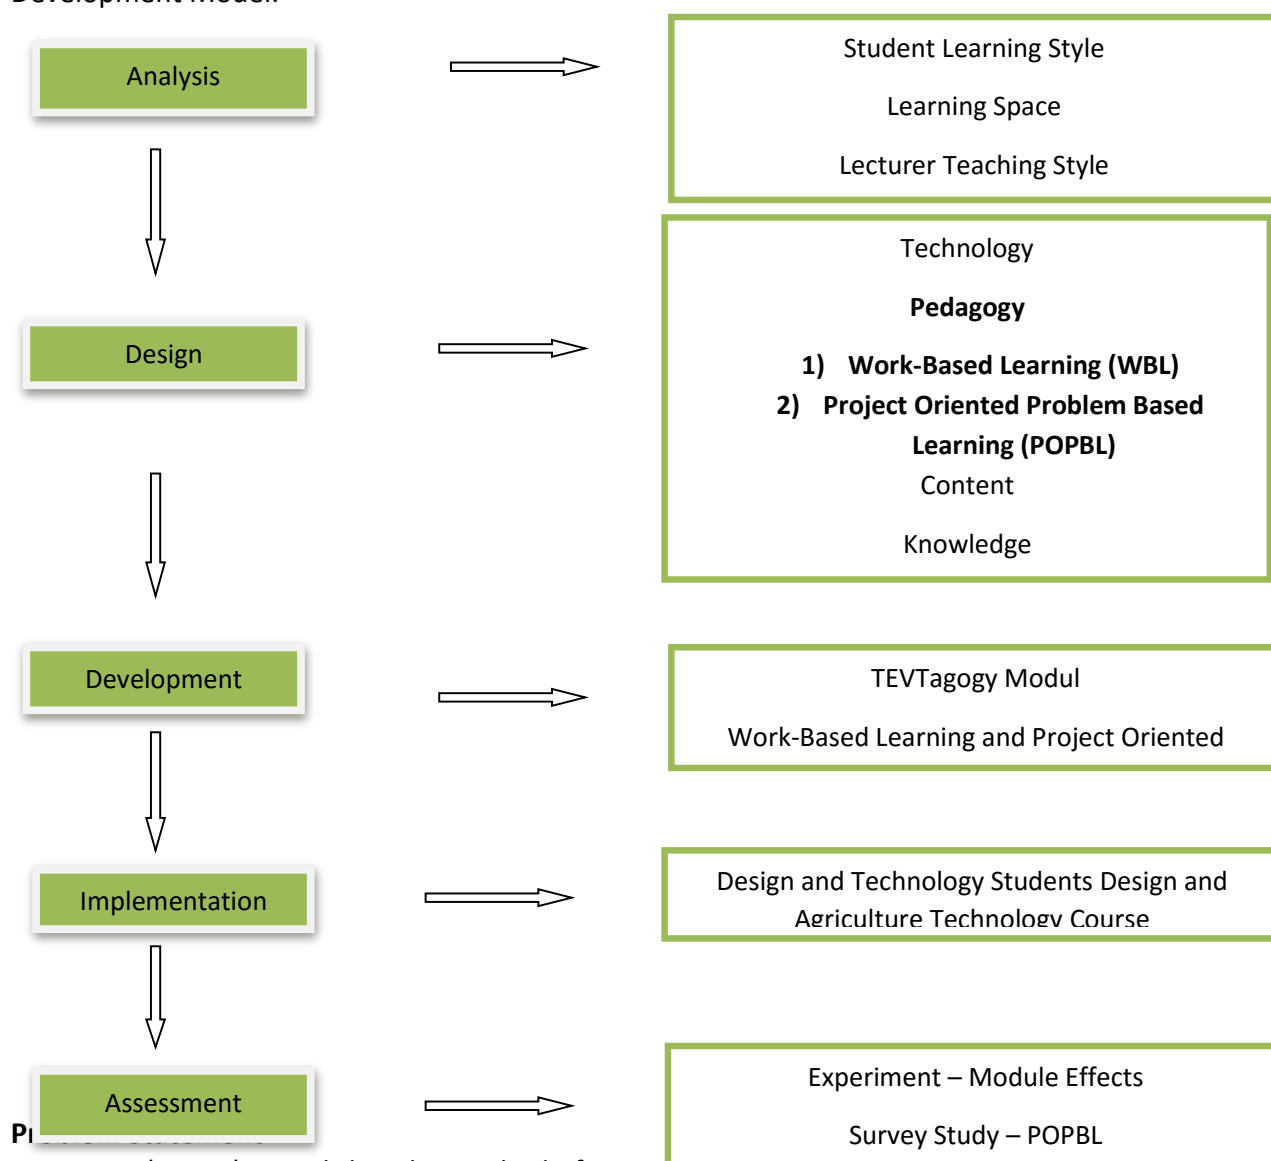 Development Model.
Analysis
Student Learning Style
Learning Space
Lecturer Teaching Style
Design
Technology
Pedagogy
1) Work-Based Learning (WBL)
2) Project Oriented Problem Based
Learning (POPBL)
Content
Knowledge
Development
TEVTagogy Modul
Work-Based Learning and Project Oriented
Implementation
Design and Technology Students Design and
Agriculture Technology Course
Assessment
Experiment – Module Effects
Survey Study – POPBL